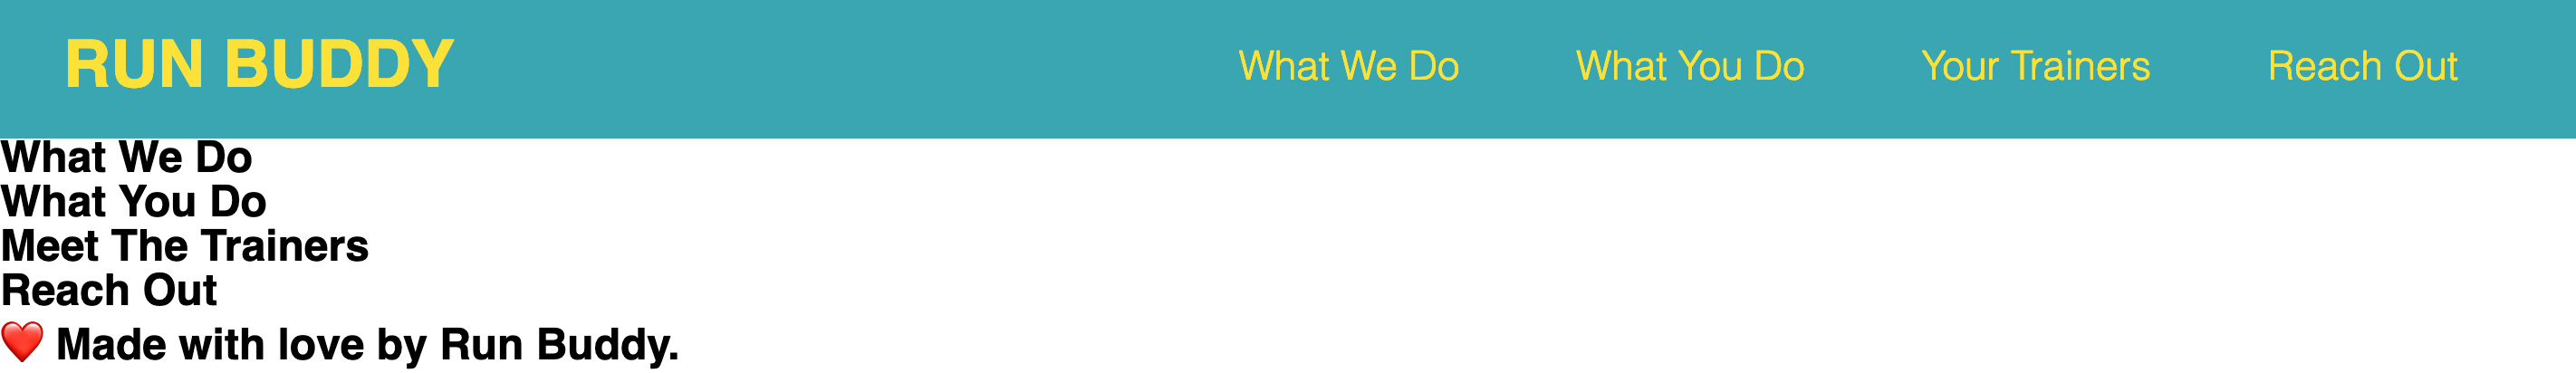 RUN BUDDY What We Do What You Do Your Trainers Reach Out
What We Do
What You Do
Meet The Trainers
Reach Out
❤️ Made with love by Run Buddy.